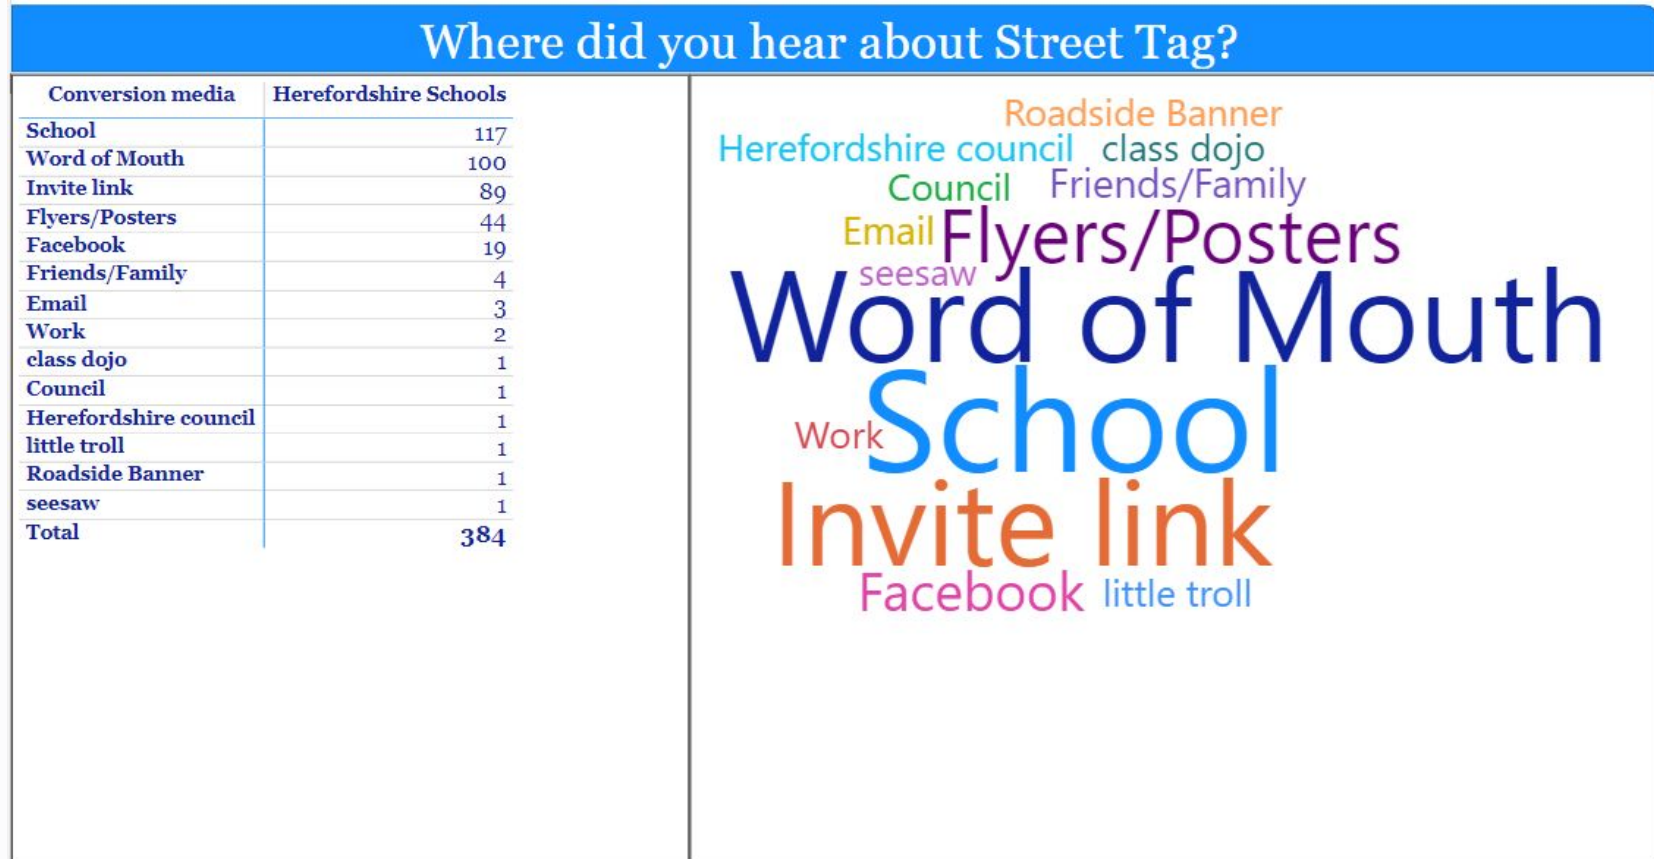 Where did you hear about Street Tag?
Conversion media Herefordshire Schools
School 117
Word of Mouth 100
Invite link 89
Flyers/Posters 44
Facebook 19
Friends/Family 4
Email 3
Work 2
class dojo 1
Council 1
Herefordshire council 1
little troll 1
Roadside Banner 1
seesaw 1
Total 384
Roadside Banner
Herefordshire council class dojo
Council Friends/Family
Email Flyers/Posters
seesaw
Word of Mouth
School
Work
Invite link
Facebook little troll